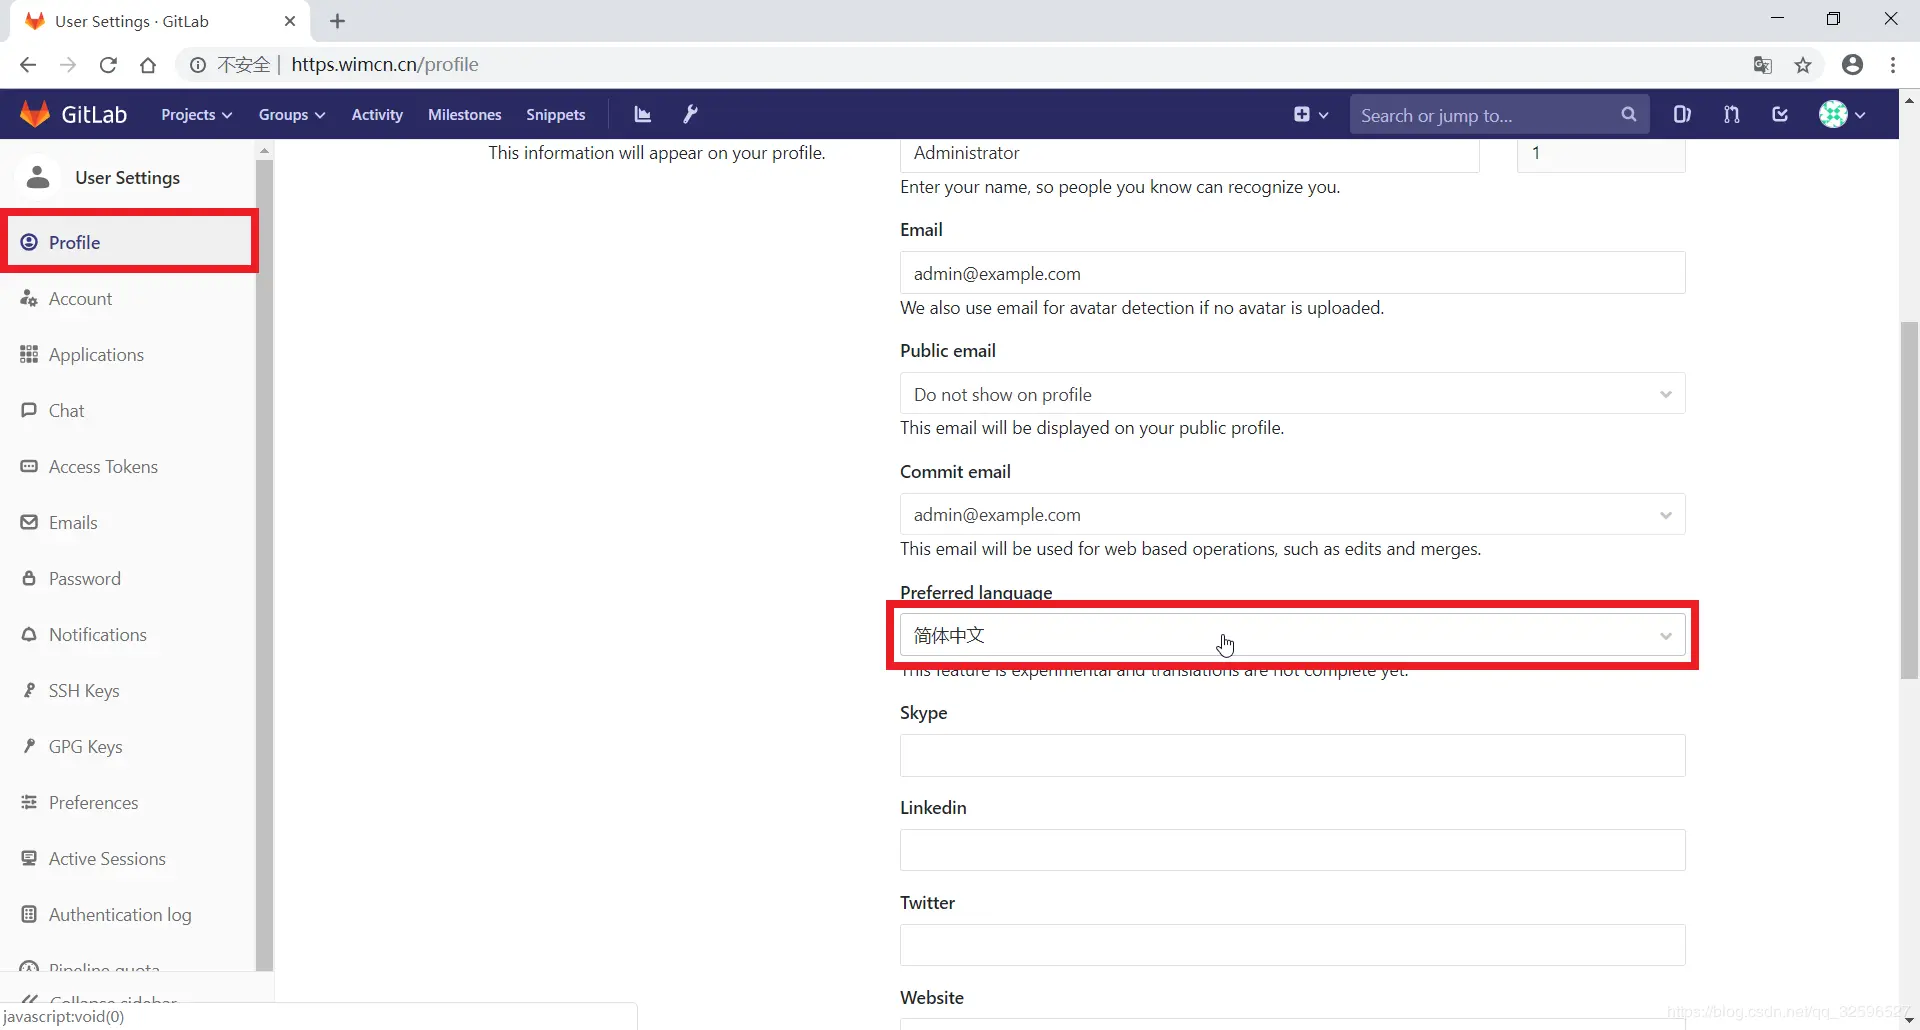 User Settings · GitLab
不安全 | https.wimcn.cn/profile
GitLab
Projects
Groups
Activity
Milestones
Snippets
Search or jump to...
User Settings
Profile
Account
Applications
Chat
Access Tokens
Emails
Password
Notifications
SSH Keys
GPG Keys
Preferences
Active Sessions
Authentication log
Pipeline quota
Collapse sidebar
javascript:void(0)
This information will appear on your profile.
Administrator
1
Enter your name, so people you know can recognize you.
Email
admin@example.com
We also use email for avatar detection if no avatar is uploaded.
Public email
Do not show on profile
This email will be displayed on your public profile.
Commit email
admin@example.com
This email will be used for web based operations, such as edits and merges.
Preferred language
简体中文
This feature is experimental and translations are not complete yet.
Skype
Linkedin
Twitter
Website
https://blog.csdn.net/qq_32596527